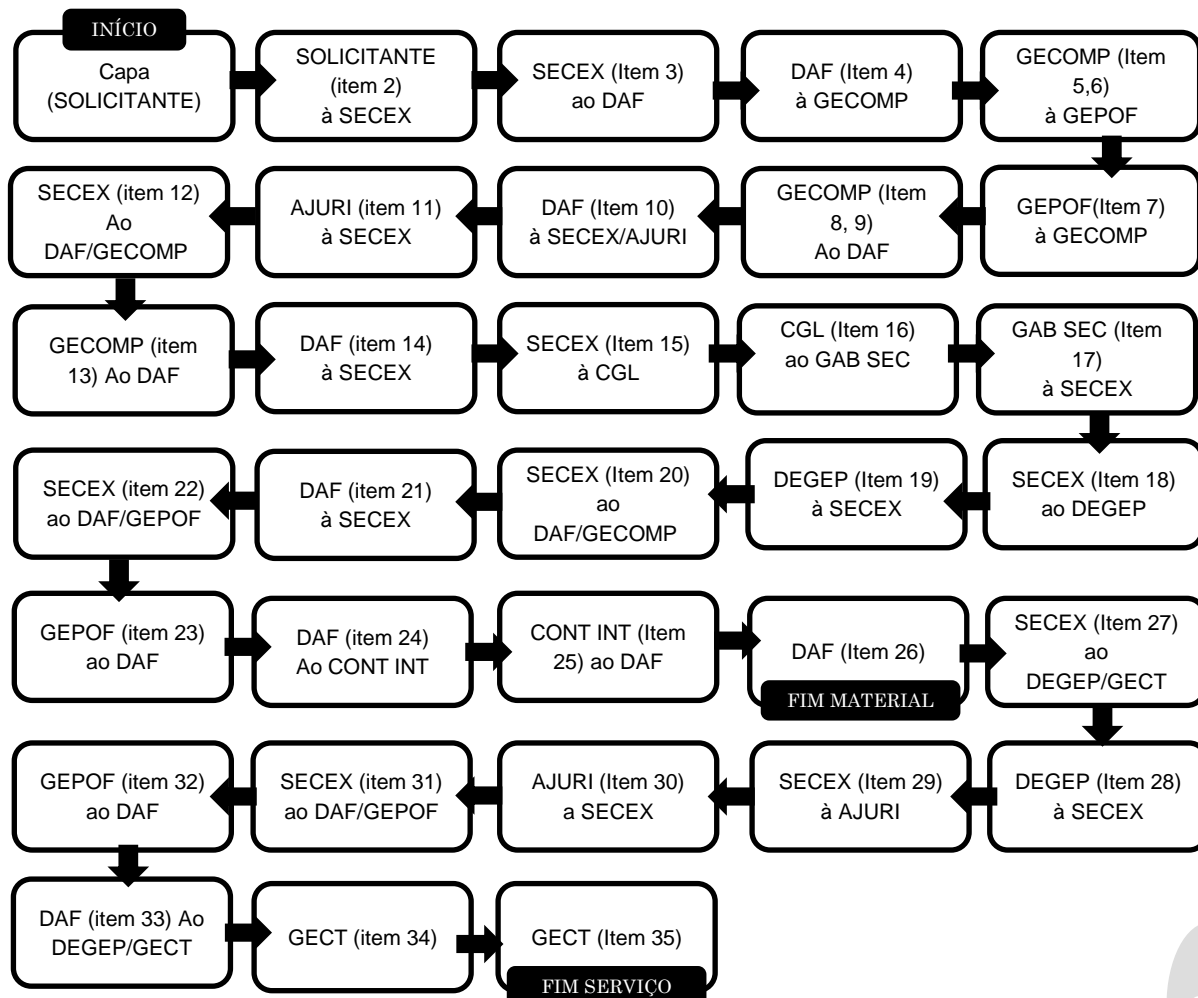 INÍCIO
Capa
(SOLICITANTE)
SOLICITANTE
(item 2)
à SECEX
SECEX (Item 3)
ao DAF
DAF (Item 4)
à GECOMP
GECOMP (Item
5,6)
à GEPOF
GEPOF(Item 7)
à GECOMP
GECOMP (Item
8, 9)
Ao DAF
DAF (Item 10)
à SECEX/AJURI
AJURI (item 11)
à SECEX
SECEX (item 12)
Ao
DAF/GECOMP
GECOMP (item
13) Ao DAF
DAF (item 14)
à SECEX
SECEX (Item 15)
à CGL
CGL (Item 16)
ao GAB SEC
GAB SEC (Item
17)
à SECEX
SECEX (Item 18)
ao DEGEP
DEGEP (Item 19)
à SECEX
SECEX (Item 20)
ao
DAF/GECOMP
DAF (item 21)
à SECEX
SECEX (item 22)
ao DAF/GEPOF
GEPOF (item 23)
ao DAF
DAF (item 24)
Ao CONT INT
CONT INT (Item
25) ao DAF
DAF (Item 26)
FIM MATERIAL
SECEX (Item 27)
ao
DEGEP/GECT
DEGEP (Item 28)
à SECEX
SECEX (Item 29)
à AJURI
AJURI (Item 30)
a SECEX
SECEX (item 31)
ao DAF/GEPOF
GEPOF (item 32)
ao DAF
DAF (item 33) Ao
DEGEP/GECT
GECT (item 34)
GECT (Item 35)
FIM SERVIÇO